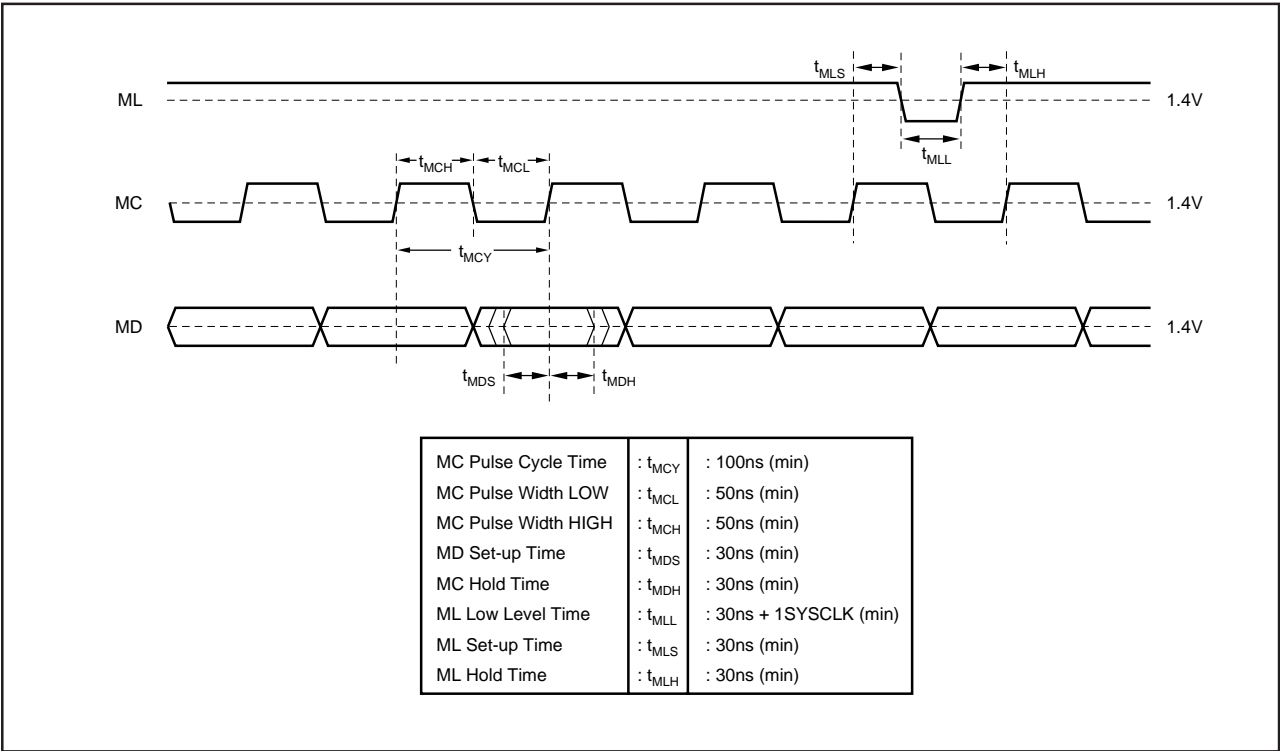 t_MLS t_MLH
ML 1.4V
t_MLL
t_MCH t_MCL
MC 1.4V
t_MCY
MD 1.4V
t_MDS t_MDH
MC Pulse Cycle Time : t_MCY : 100ns (min)
MC Pulse Width LOW : t_MCL : 50ns (min)
MC Pulse Width HIGH : t_MCH : 50ns (min)
MD Set-up Time : t_MDS : 30ns (min)
MC Hold Time : t_MDH : 30ns (min)
ML Low Level Time : t_MLL : 30ns + 1SYSCLK (min)
ML Set-up Time : t_MLS : 30ns (min)
ML Hold Time : t_MLH : 30ns (min)